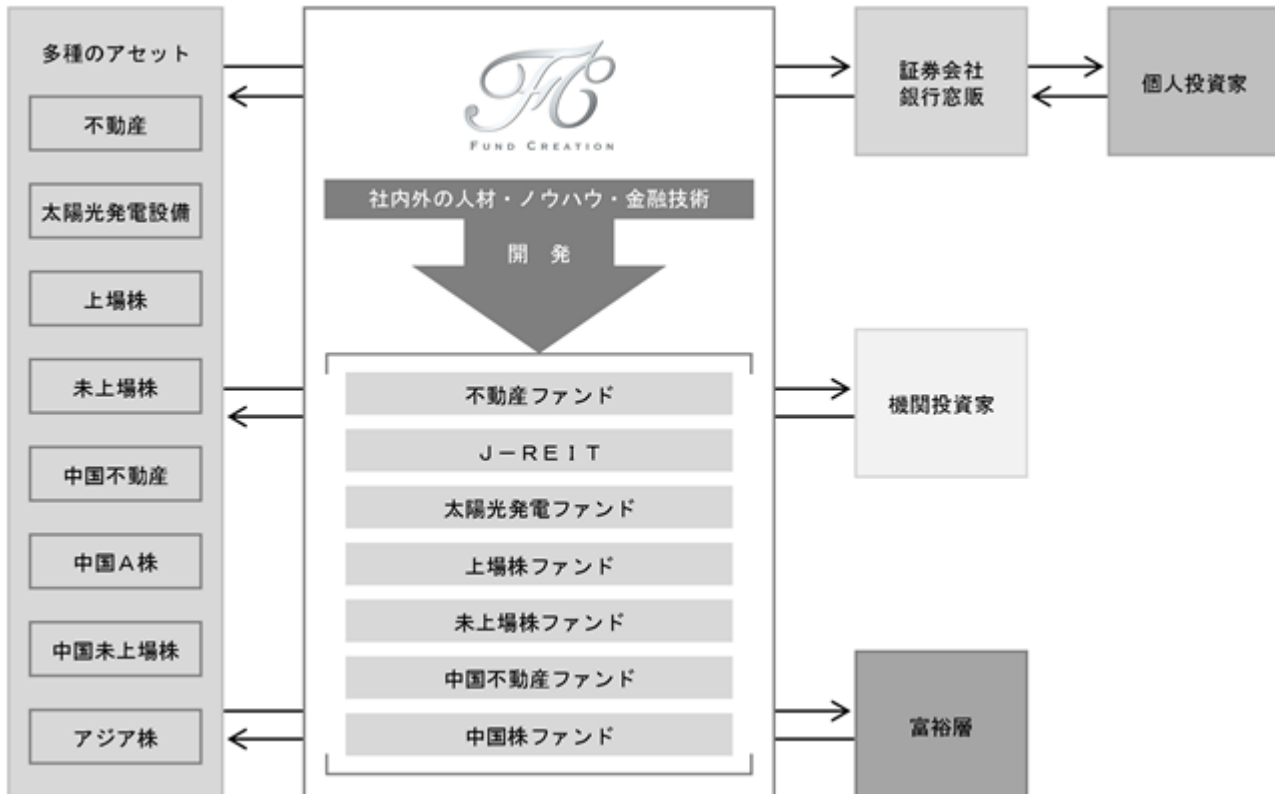 多種のアセット
不動産
太陽光発電設備
上場株
未上場株
中国不動産
中国A株
中国未上場株
アジア株
FUND CREATION
社内外の人材・ノウハウ・金融技術
開 発
不動産ファンド
J-REIT
太陽光発電ファンド
上場株ファンド
未上場株ファンド
中国不動産ファンド
中国株ファンド
証券会社
銀行窓販
個人投資家
機関投資家
富裕層